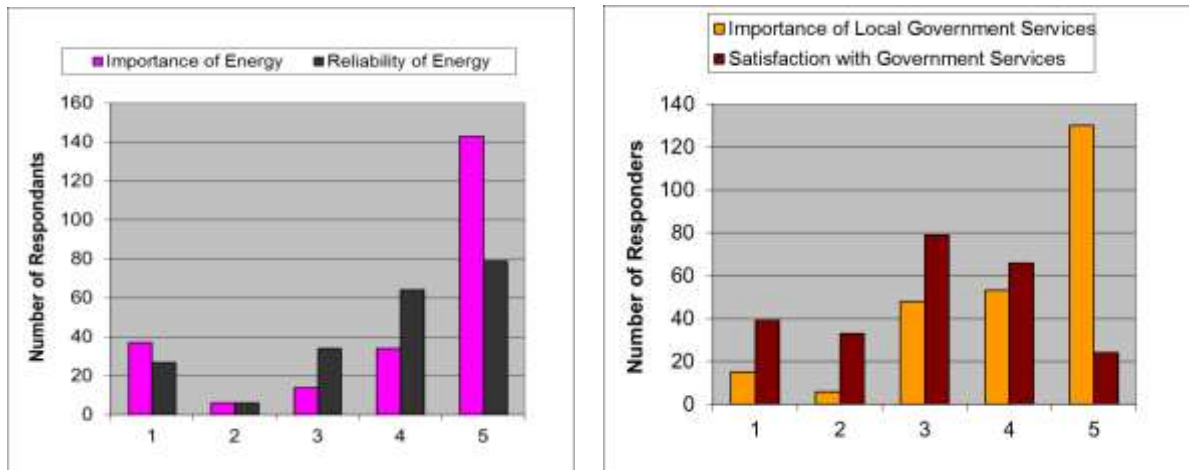 Importance of Energy Reliability of Energy
Number of Respondants
160
140
120
100
80
60
40
20
0
1 2 3 4 5
Importance of Local Government Services
Satisfaction with Government Services
Number of Responders
140
120
100
80
60
40
20
0
1 2 3 4 5